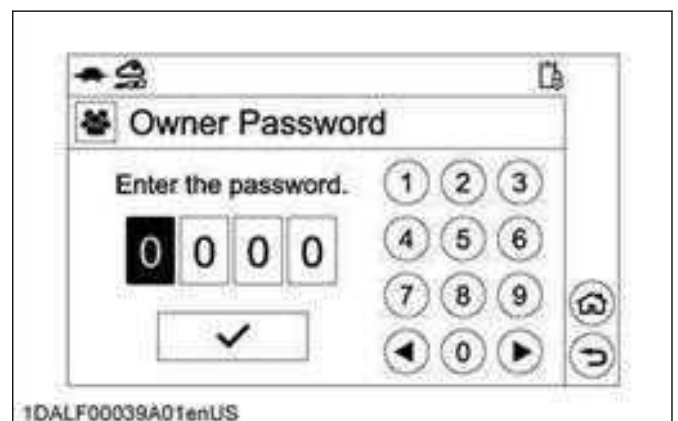 Owner Password
Enter the password.
0 0 0 0
1 2 3
4 5 6
7 8 9
0
1DALF00039A01enUS